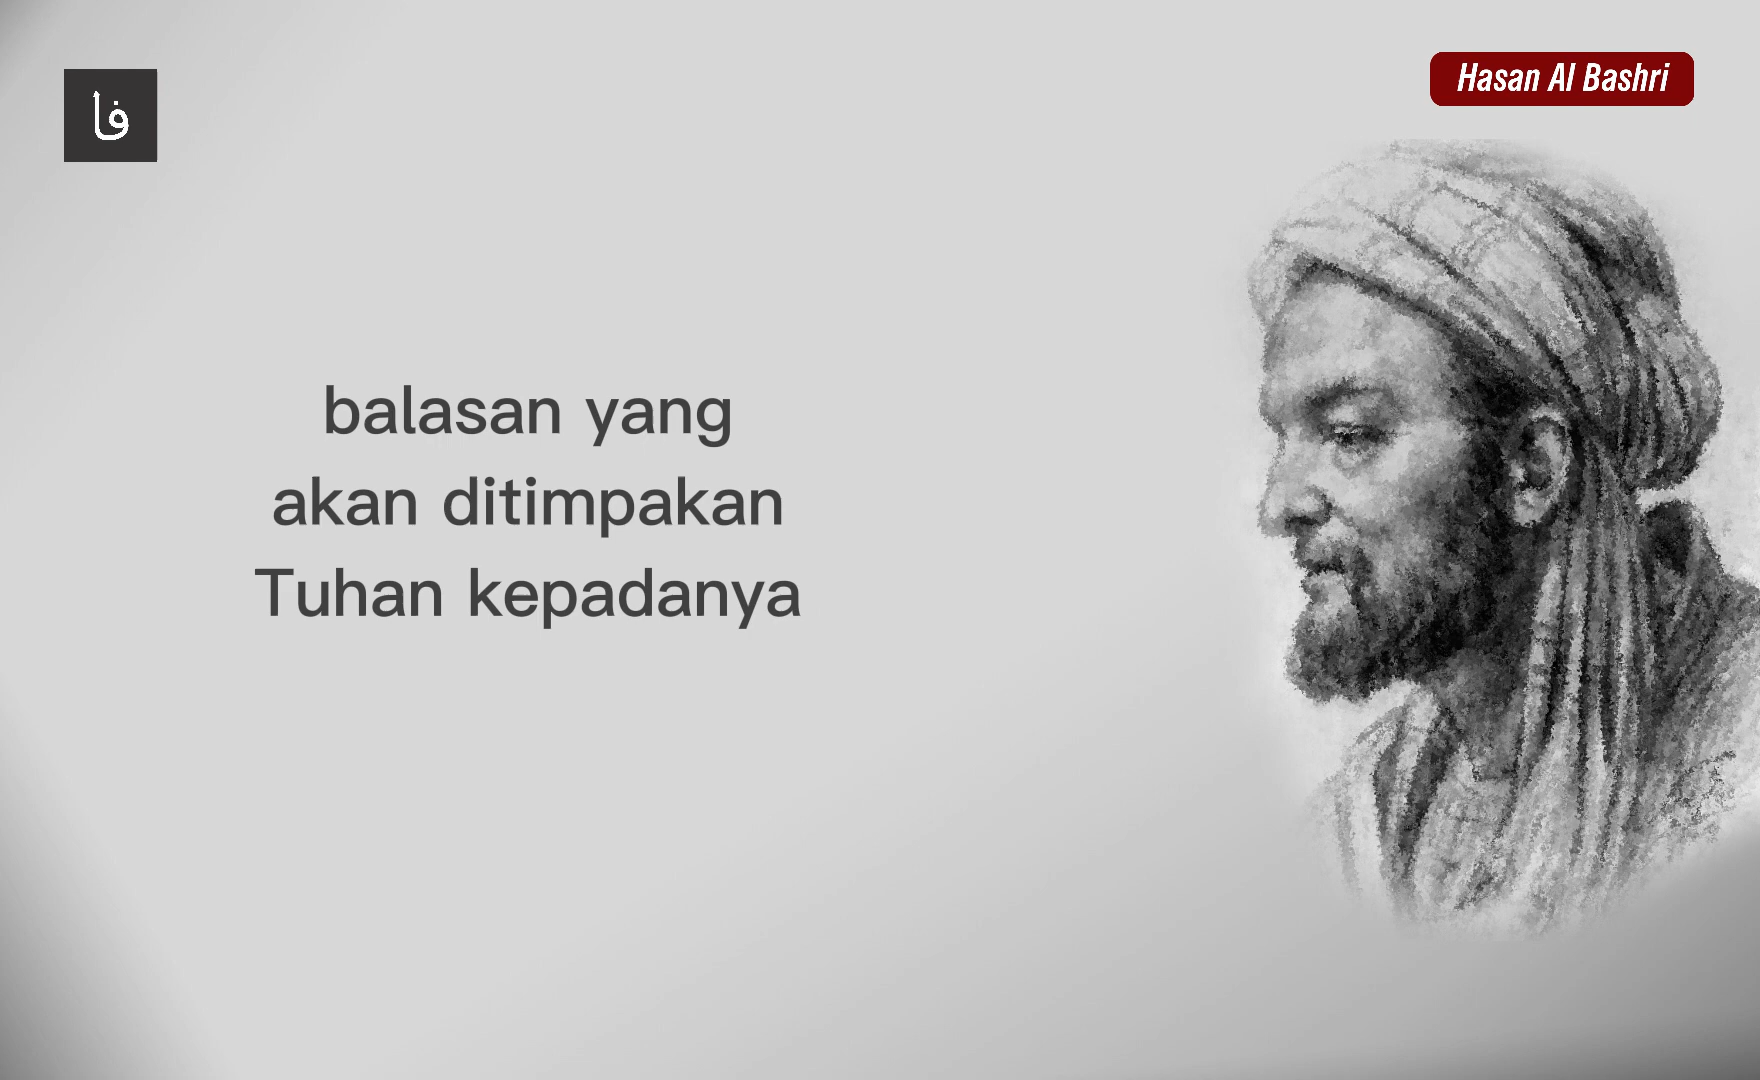 فا
Hasan Al Bashri
balasan yang
akan ditimpakan
Tuhan kepadanya